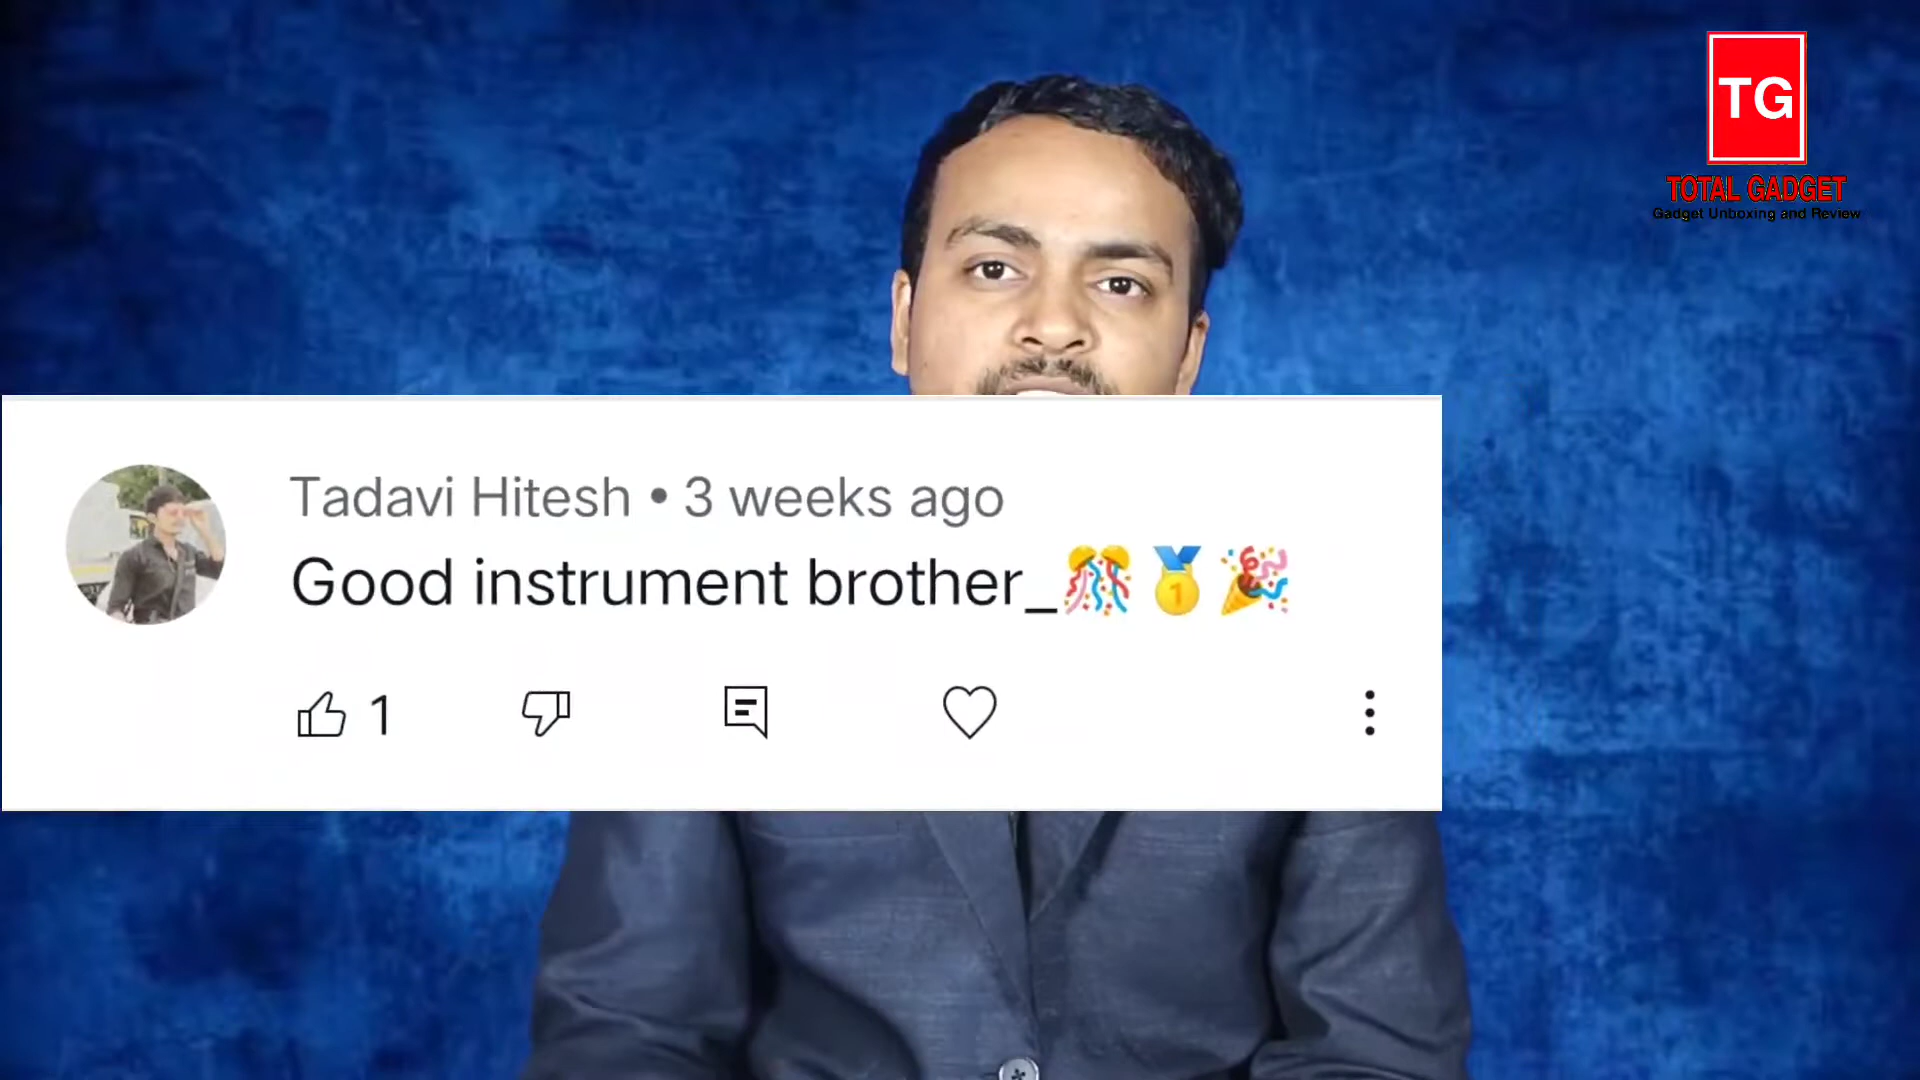 TG
TOTAL GADGET
Gadget Unboxing and Review
Tadavi Hitesh • 3 weeks ago
Good instrument brother_🎊🥇🎉
1